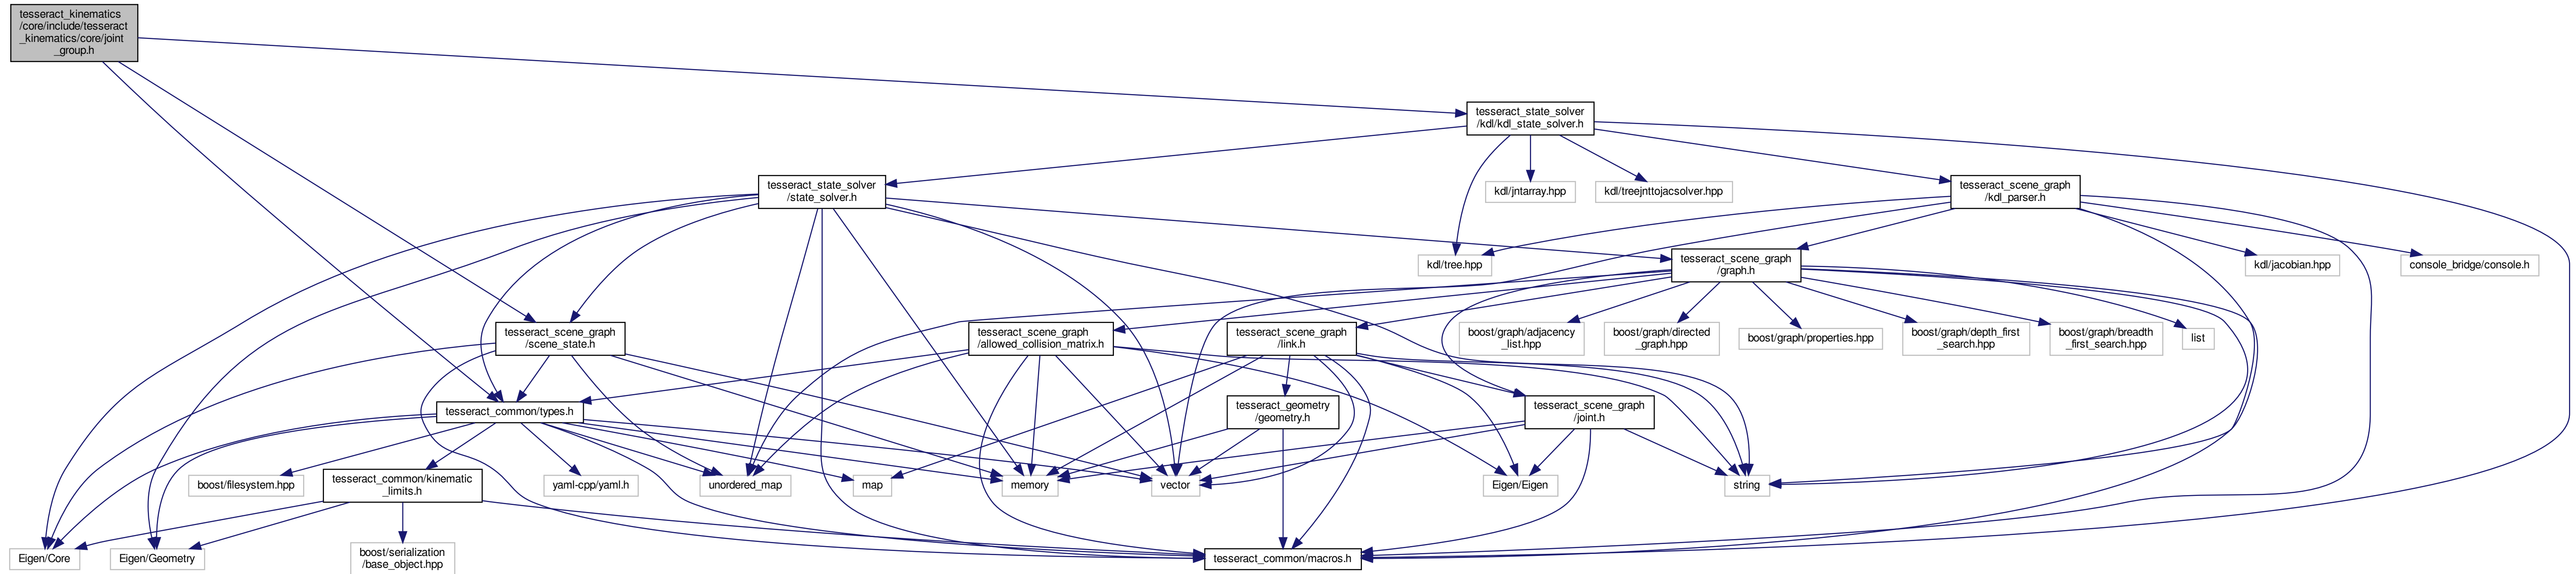 tesseract_kinematics
/core/include/tesseract
_kinematics/core/joint
_group.h
tesseract_state_solver
/kdl/kdl_state_solver.h
tesseract_state_solver
/state_solver.h
kdl/jntarray.hpp
kdl/treejnttojacsolver.hpp
tesseract_scene_graph
/kdl_parser.h
kdl/tree.hpp
tesseract_scene_graph
/graph.h
kdl/jacobian.hpp
console_bridge/console.h
tesseract_scene_graph
/scene_state.h
tesseract_scene_graph
/allowed_collision_matrix.h
tesseract_scene_graph
/link.h
boost/graph/adjacency
_list.hpp
boost/graph/directed
_graph.hpp
boost/graph/properties.hpp
boost/graph/depth_first
_search.hpp
boost/graph/breadth
_first_search.hpp
list
tesseract_common/types.h
tesseract_geometry
/geometry.h
tesseract_scene_graph
/joint.h
boost/filesystem.hpp
tesseract_common/kinematic
_limits.h
yaml-cpp/yaml.h
unordered_map
map
memory
vector
Eigen/Eigen
string
Eigen/Core
Eigen/Geometry
boost/serialization
/base_object.hpp
tesseract_common/macros.h